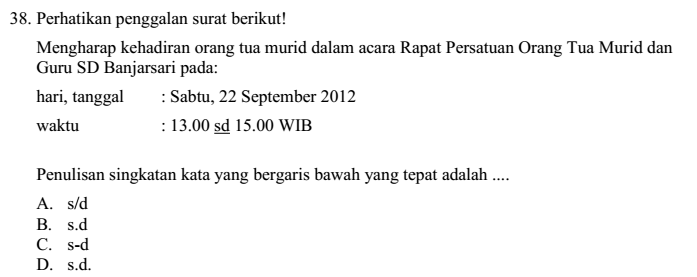 38. Perhatikan penggalan surat berikut!
Mengharap kehadiran orang tua murid dalam acara Rapat Persatuan Orang Tua Murid dan
Guru SD Banjarsari pada:
hari, tanggal : Sabtu, 22 September 2012
waktu : 13.00 sd 15.00 WIB
Penulisan singkatan kata yang bergaris bawah yang tepat adalah ....
A. s/d
B. s.d
C. s-d
D. s.d.